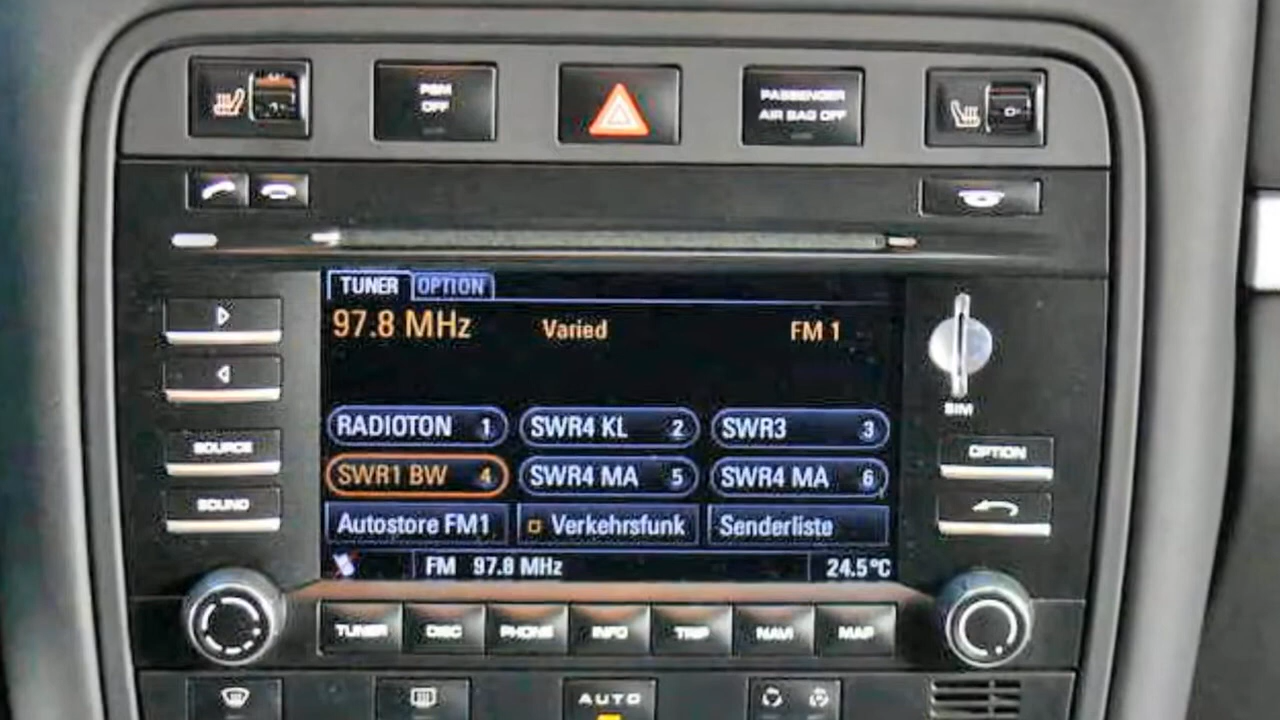 PSM
OFF
PASSENGER
AIR BAG OFF
TUNER OPTION
97.8 MHz Varied FM 1
RADIOTON 1 SWR4 KL 2 SWR3 3
SWR1 BW 4 SWR4 MA 5 SWR4 MA 6
Autostore FM1 Verkehrsfunk Senderliste
FM 97.8 MHz 24.5°C
SIM
SOURCE
OPTION
SOUND
TUNER DISC PHONE INFO TRIP NAVI MAP
AUTO